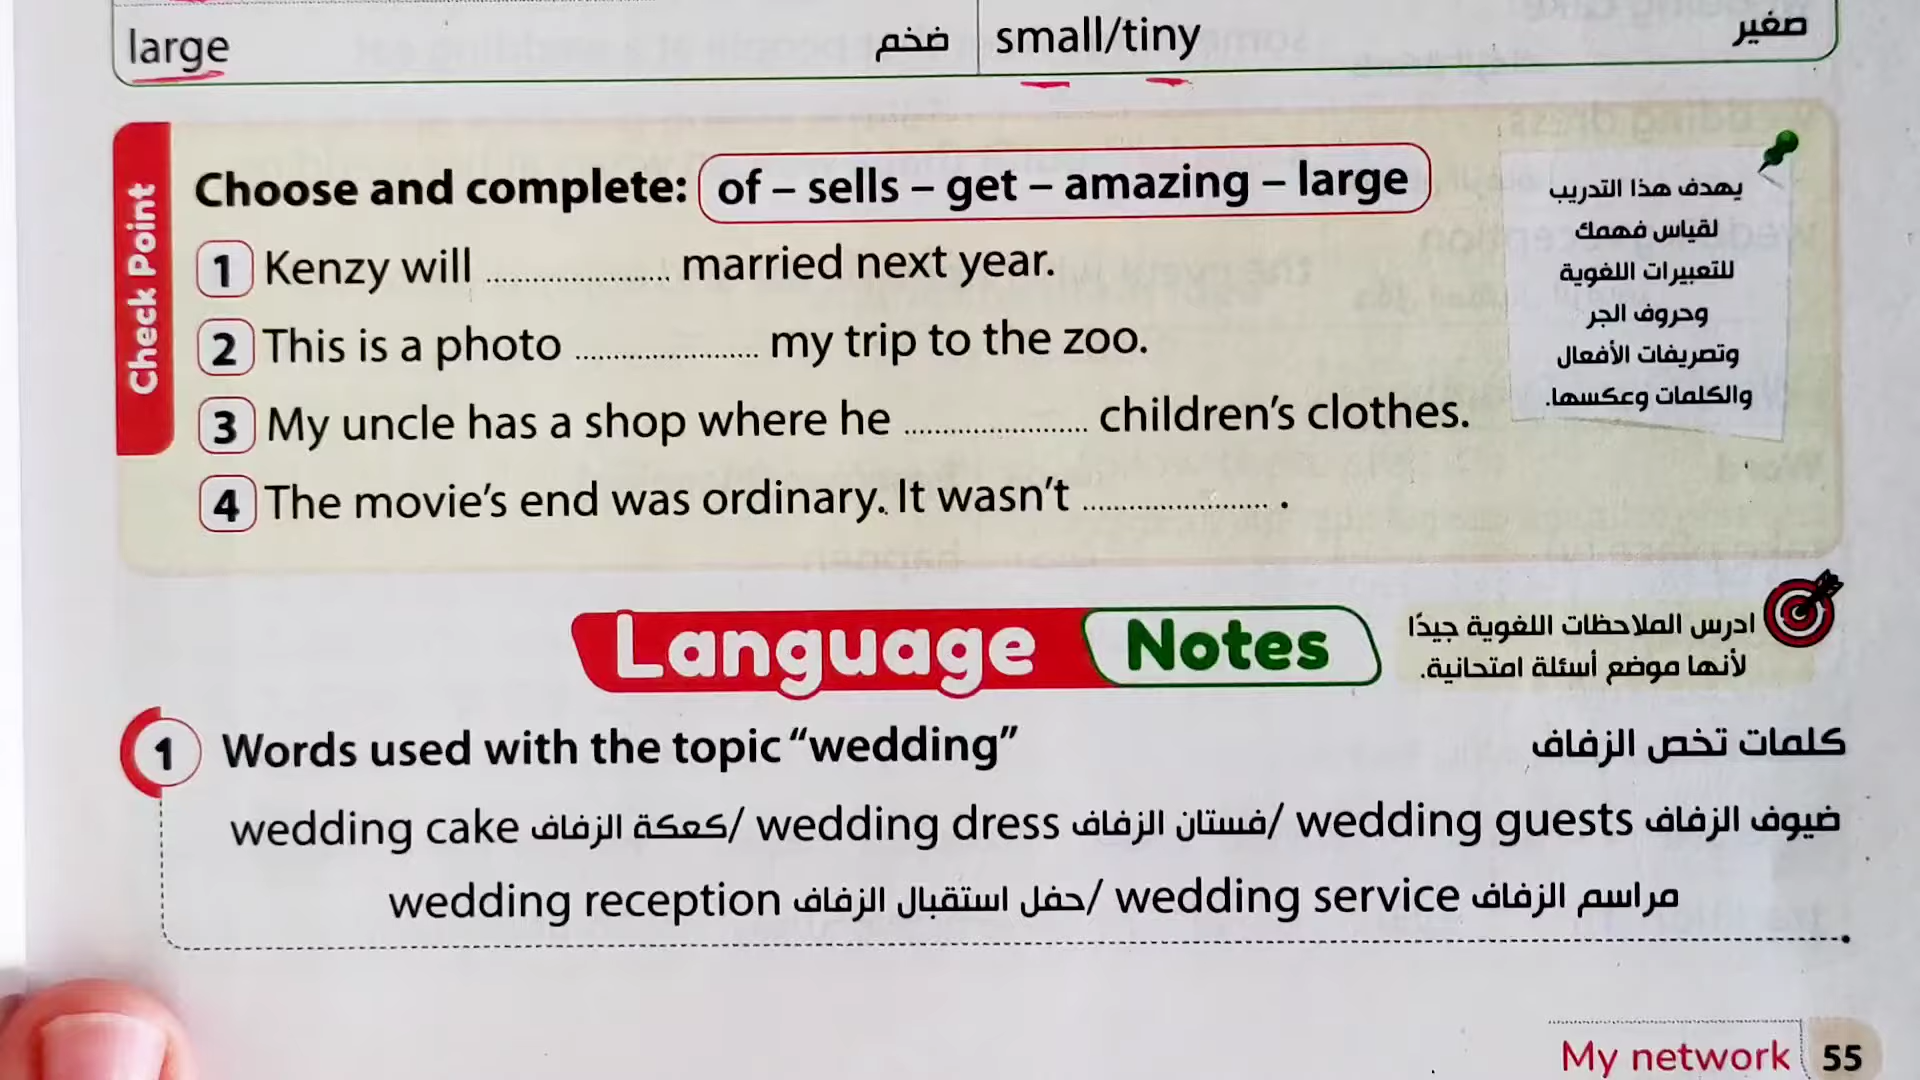 large ضخم small/tiny صغير
Check Point
Choose and complete: of – sells – get – amazing – large
1 Kenzy will .................... married next year.
2 This is a photo .................... my trip to the zoo.
3 My uncle has a shop where he .................... children’s clothes.
4 The movie’s end was ordinary. It wasn’t .................... .
يهدف هذا التدريب
لقياس فهمك
للتعبيرات اللغوية
وحروف الجر
وتصريفات الأفعال
والكلمات وعكسها.
Language Notes
ادرس الملاحظات اللغوية جيدًا
لأنها موضع أسئلة امتحانية.
1 Words used with the topic “wedding” كلمات تخص الزفاف
wedding cake كعكة الزفاف/ wedding dress فستان الزفاف/ wedding guests ضيوف الزفاف
wedding reception حفل استقبال الزفاف/ wedding service مراسم الزفاف
My network 55